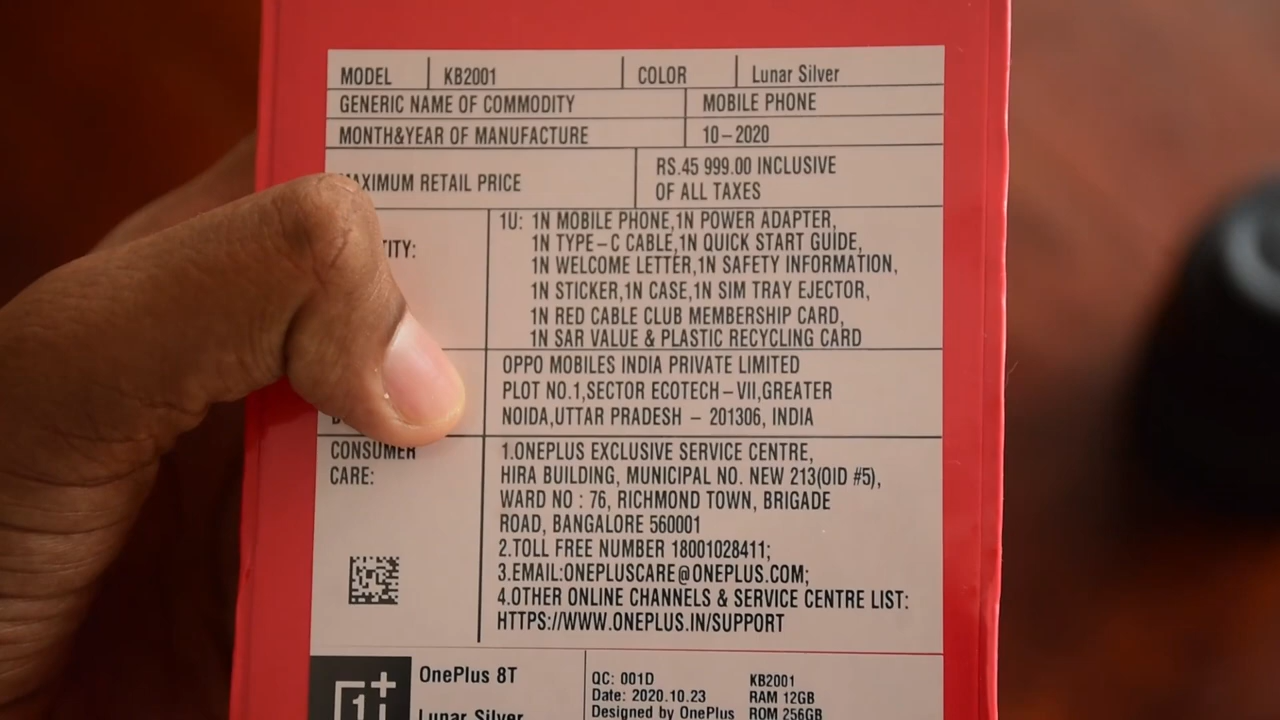 MODEL KB2001 COLOR Lunar Silver
GENERIC NAME OF COMMODITY MOBILE PHONE
MONTH&YEAR OF MANUFACTURE 10-2020
MAXIMUM RETAIL PRICE RS.45 999.00 INCLUSIVE
OF ALL TAXES
1U: 1N MOBILE PHONE,1N POWER ADAPTER,
1N TYPE-C CABLE,1N QUICK START GUIDE,
1N WELCOME LETTER,1N SAFETY INFORMATION,
1N STICKER,1N CASE,1N SIM TRAY EJECTOR,
1N RED CABLE CLUB MEMBERSHIP CARD,
1N SAR VALUE & PLASTIC RECYCLING CARD
OPPO MOBILES INDIA PRIVATE LIMITED
PLOT NO.1,SECTOR ECOTECH-VII,GREATER
NOIDA,UTTAR PRADESH - 201306, INDIA
CONSUMER
CARE:
1.ONEPLUS EXCLUSIVE SERVICE CENTRE,
HIRA BUILDING, MUNICIPAL NO. NEW 213(OID #5),
WARD NO : 76, RICHMOND TOWN, BRIGADE
ROAD, BANGALORE 560001
2.TOLL FREE NUMBER 18001028411;
3.EMAIL:ONEPLUSCARE@ONEPLUS.COM;
4.OTHER ONLINE CHANNELS & SERVICE CENTRE LIST:
HTTPS://WWW.ONEPLUS.IN/SUPPORT
OnePlus 8T
Lunar Silver
QC: 001D
Date: 2020.10.23
Designed by OnePlus
KB2001
RAM 12GB
ROM 256GB